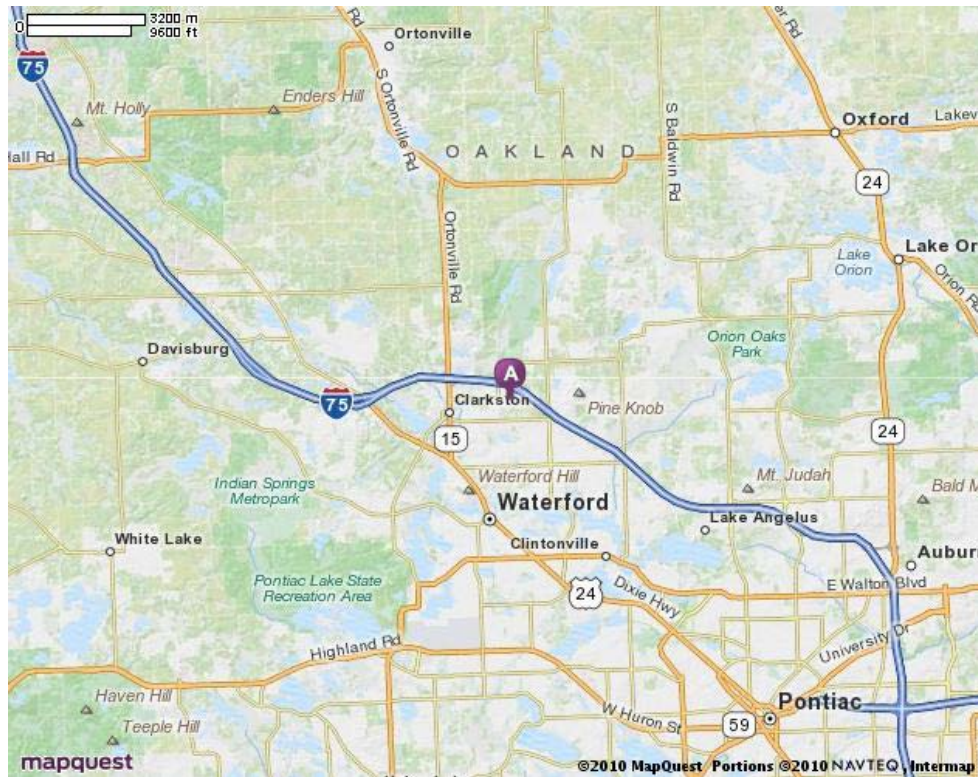 0
3200 m
9600 ft
Rd
Ortonville
er Rd
75
S Ortonville Rd
Mt. Holly
Enders Hill
S Baldwin Rd
Oxford
Lakev
Hall Rd
OAKLAND
24
Ortonville Rd
Lake Or
Lake
Orion
Orion Rd
Davisburg
Orion Oaks
Park
A
75
Clarkston
Pine Knob
15
24
Indian Springs
Metropark
Waterford Hill
Mt. Judah
Bald M
Waterford
Lake Angelus
White Lake
Clintonville
Auburn
Pontiac Lake State
Recreation Area
24
Dixie Hwy
E Walton Blvd
Highland Rd
University Dr
Haven Hill
Pontiac
W Huron St
59
Teeple Hill
mapquest
©2010 MapQuest Portions ©2010 NAVTEQ, Intermap